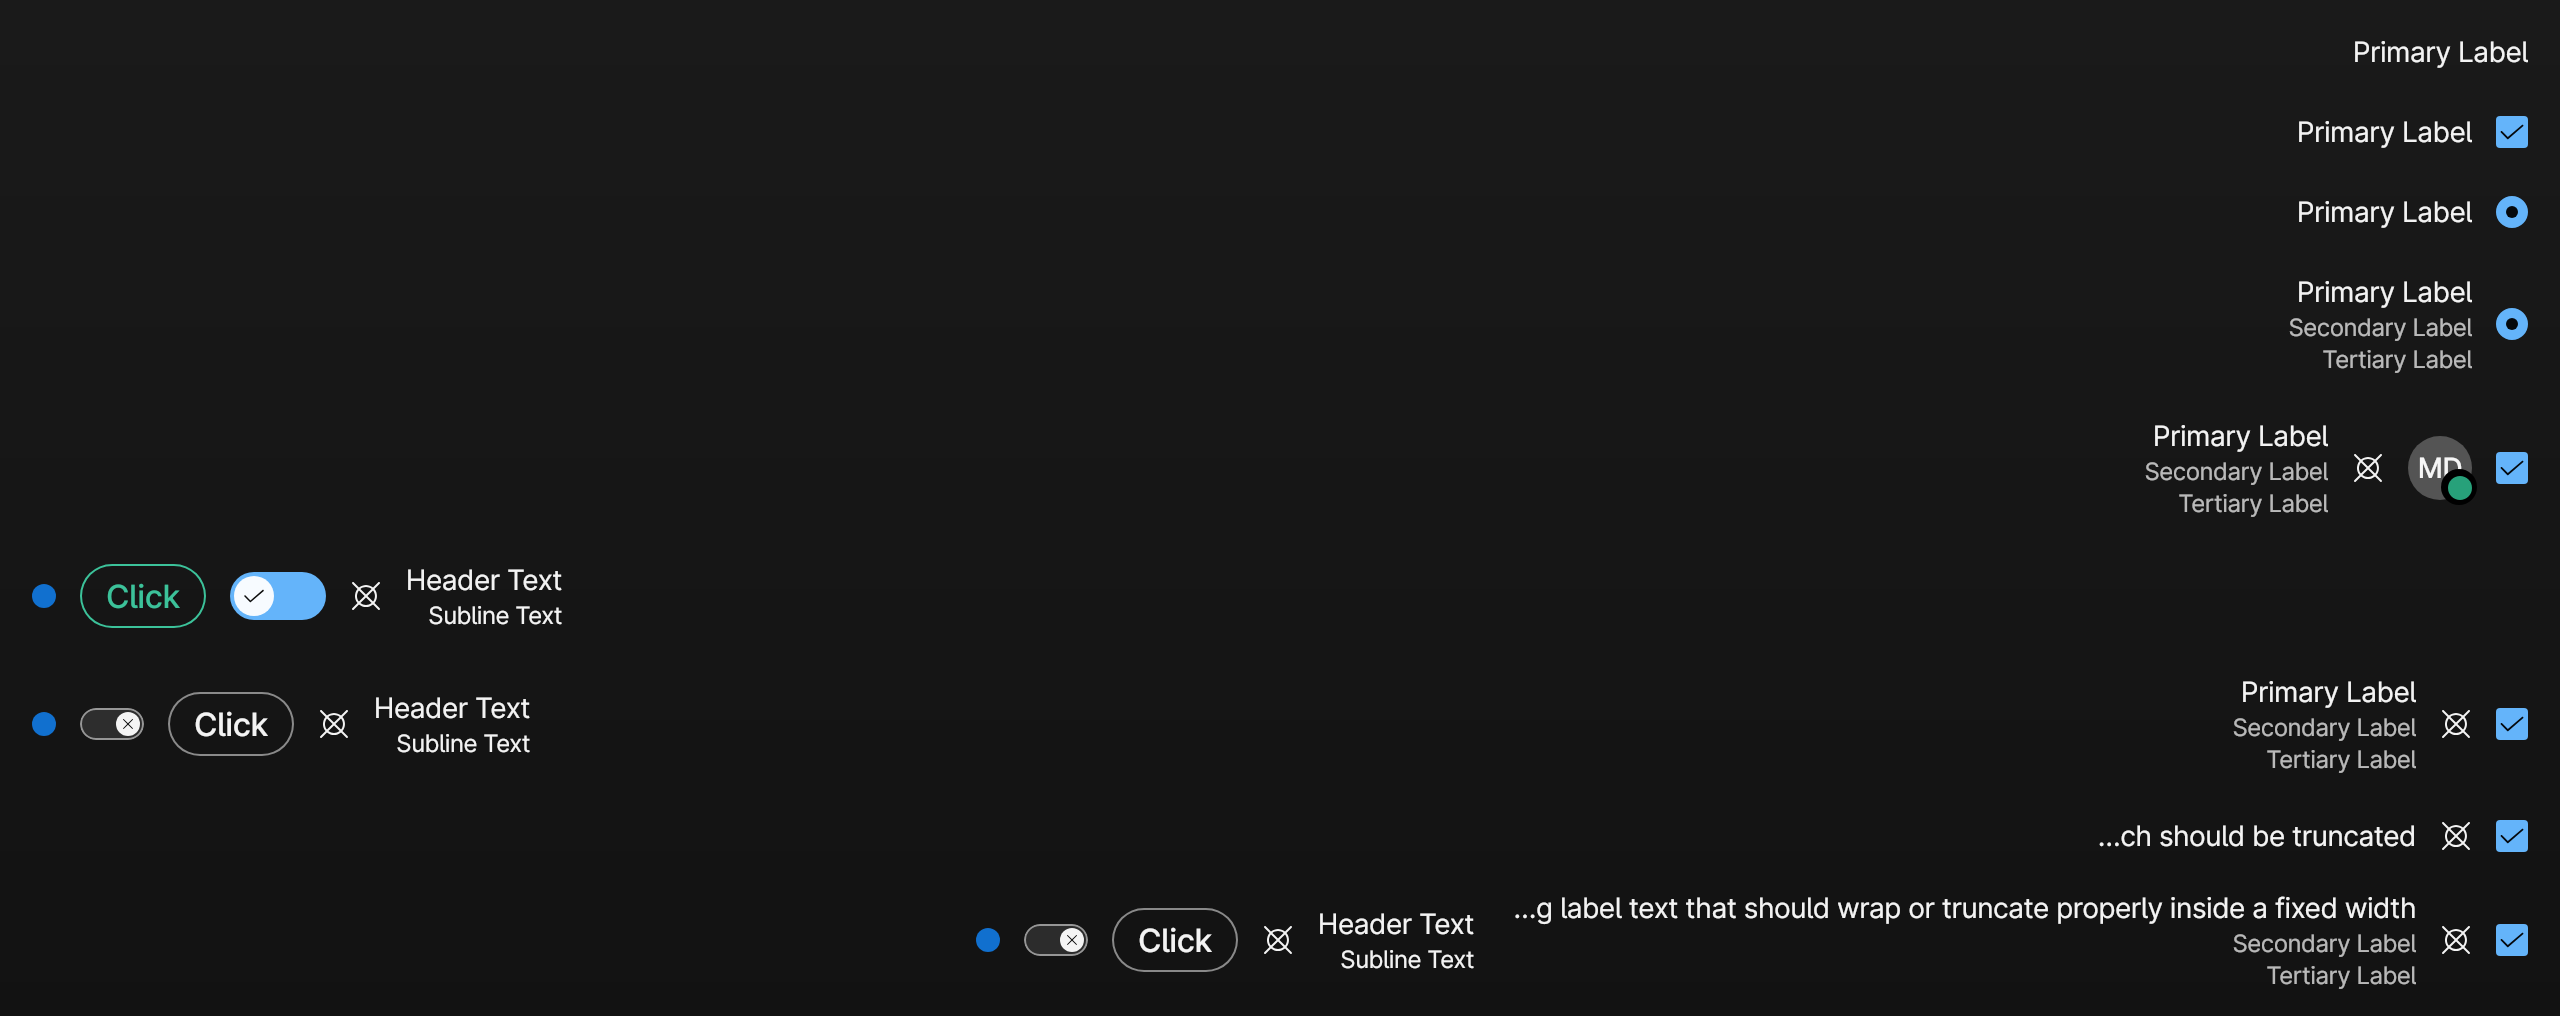 Primary Label
Primary Label
Primary Label
Primary Label
Secondary Label
Tertiary Label
Primary Label
Secondary Label
Tertiary Label
MD
Click
Header Text
Subline Text
Click
Header Text
Subline Text
Primary Label
Secondary Label
Tertiary Label
...ch should be truncated
Click
Header Text
Subline Text
...g label text that should wrap or truncate properly inside a fixed width
Secondary Label
Tertiary Label